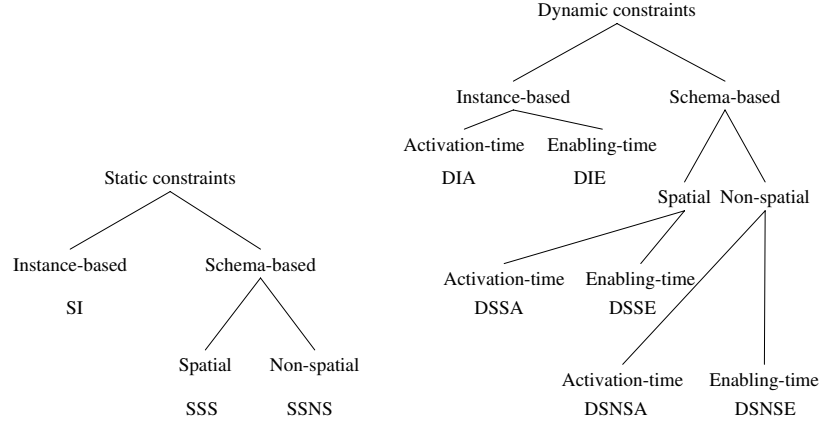 Dynamic constraints
Instance-based Schema-based
Activation-time Enabling-time
DIA DIE
Static constraints
Spatial Non-spatial
Instance-based Schema-based
Activation-time Enabling-time
SI
DSSA DSSE
Spatial Non-spatial
Activation-time Enabling-time
SSS SSNS
DSNSA DSNSE